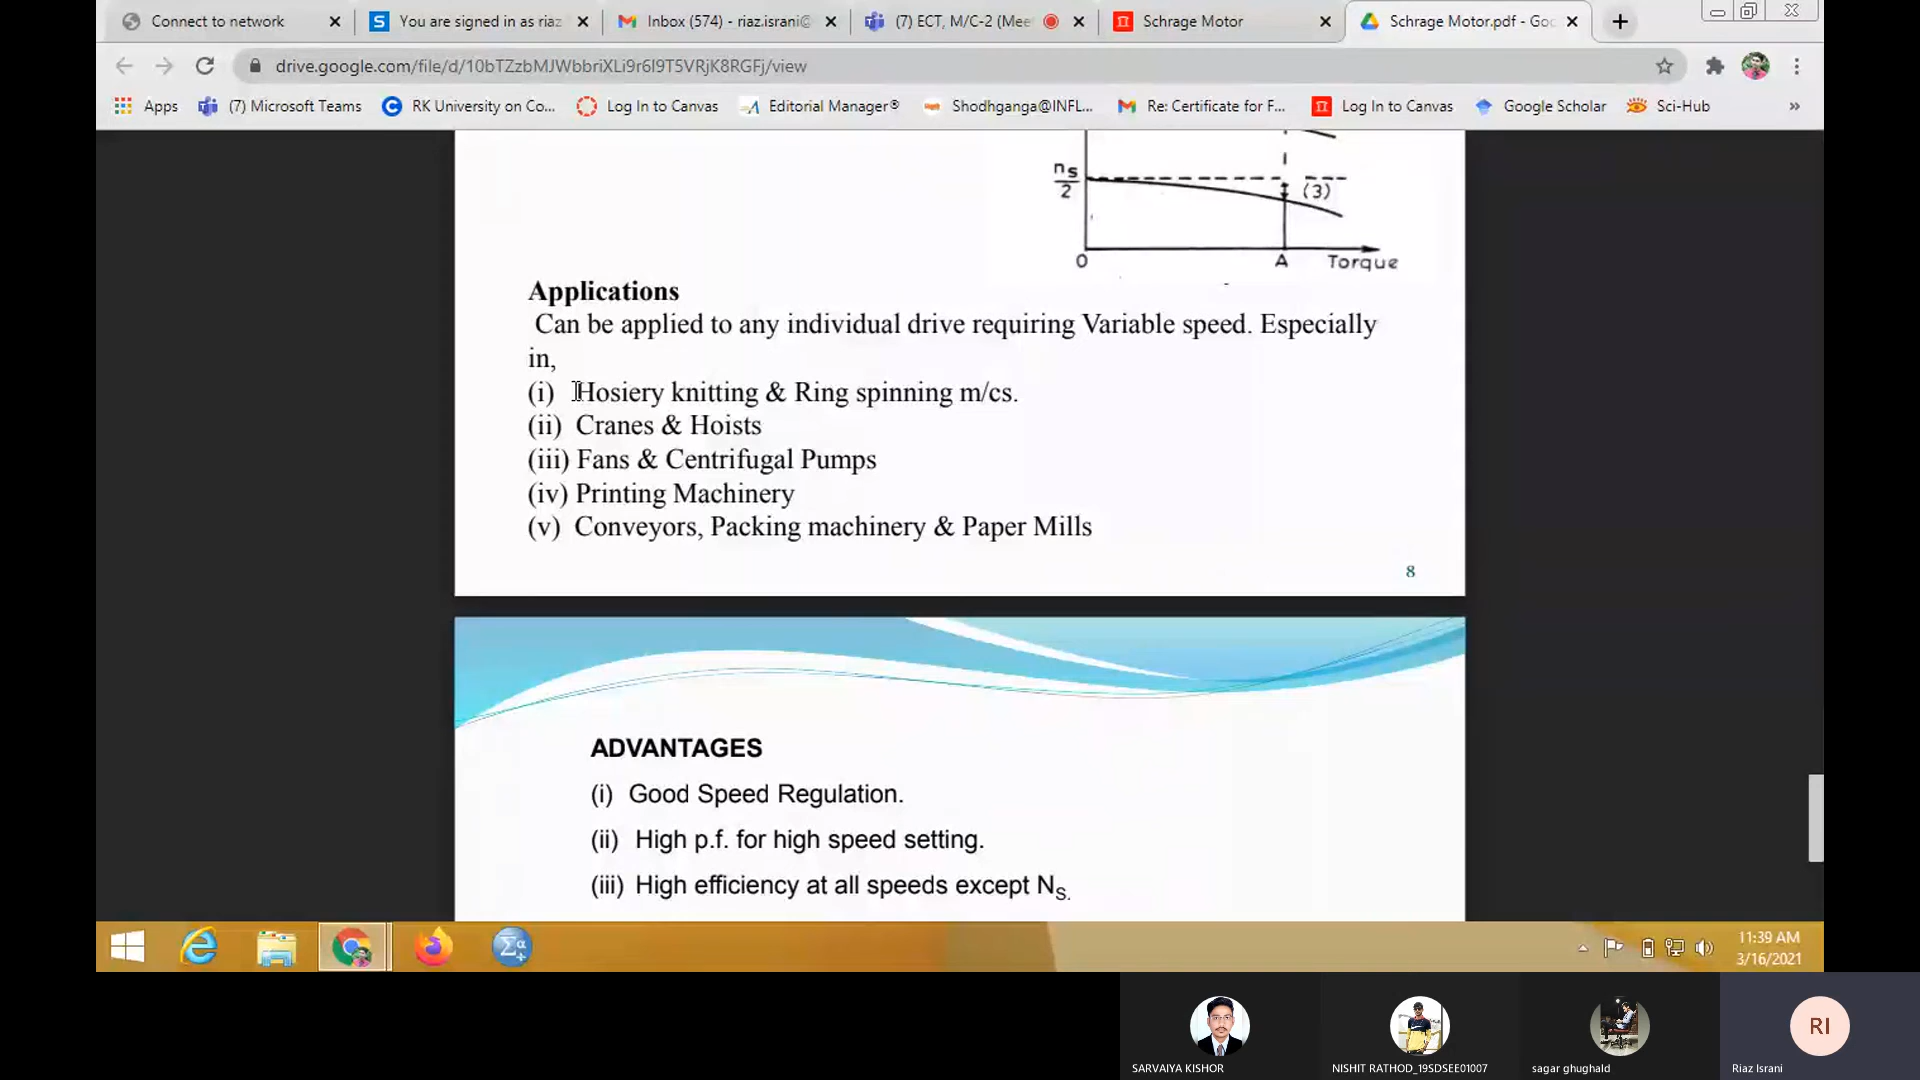 Connect to network
You are signed in as riaz
Inbox (574) - riaz.israni@
(7) ECT, M/C-2 (Mee
Schrage Motor
Schrage Motor.pdf - Goo
drive.google.com/file/d/10bTZzbMJWbbriXLi9r6I9T5VRjK8RGFj/view
Apps
(7) Microsoft Teams
RK University on Co...
Log In to Canvas
Editorial Manager®
Shodhganga@INFL...
Re: Certificate for F...
Log In to Canvas
Google Scholar
Sci-Hub
»
ns
2
(3)
O
A
Torque
Applications
Can be applied to any individual drive requiring Variable speed. Especially
in,
(i) Hosiery knitting & Ring spinning m/cs.
(ii) Cranes & Hoists
(iii) Fans & Centrifugal Pumps
(iv) Printing Machinery
(v) Conveyors, Packing machinery & Paper Mills
8
ADVANTAGES
(i) Good Speed Regulation.
(ii) High p.f. for high speed setting.
(iii) High efficiency at all speeds except NS.
11:39 AM
3/16/2021
RI
SARVAIYA KISHOR
NISHIT RATHOD_19SDSEE01007
sagar ghughald
Riaz Israni